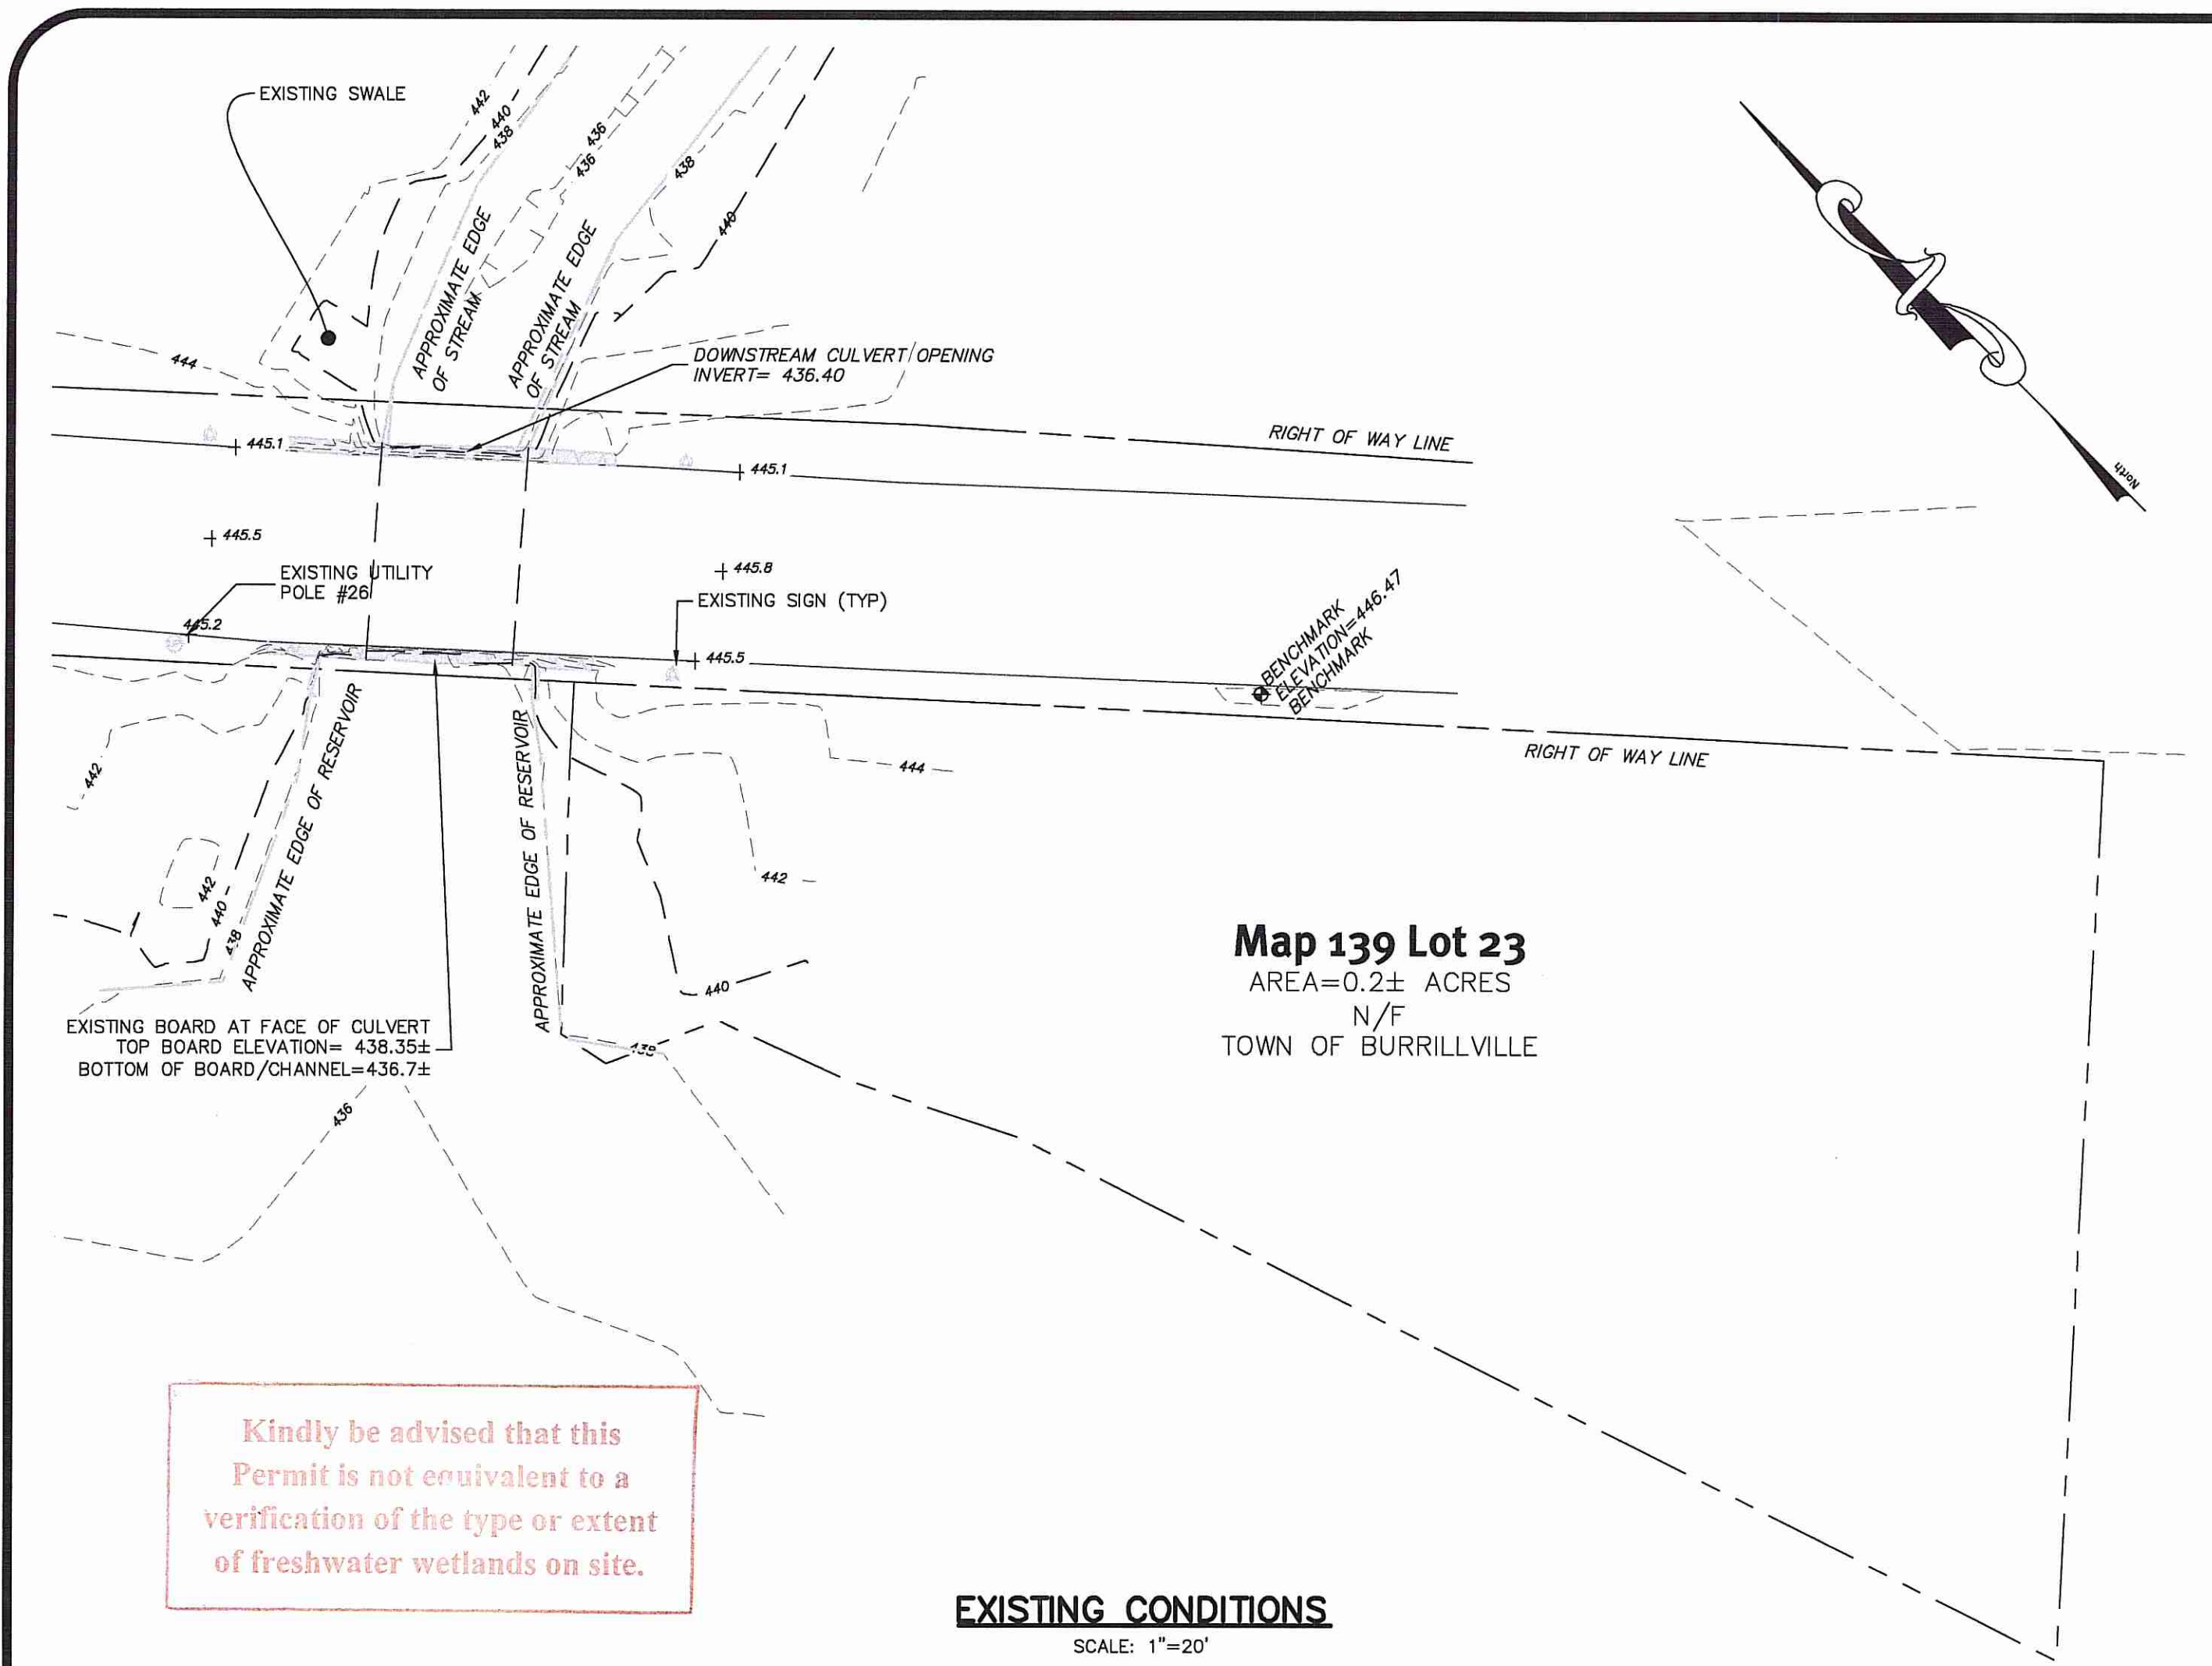 EXISTING SWALE
442
440
438
436
436
438
440
APPROXIMATE EDGE
OF STREAM
APPROXIMATE EDGE
OF STREAM
North
444
DOWNSTREAM CULVERT/OPENING
INVERT= 436.40
RIGHT OF WAY LINE
445.1
445.1
445.5
EXISTING UTILITY
POLE #26
445.8
EXISTING SIGN (TYP)
445.2
445.5
BENCHMARK
ELEVATION=446.47
BENCHMARK
RIGHT OF WAY LINE
442
444
442
440
438
APPROXIMATE EDGE OF RESERVOIR
APPROXIMATE EDGE OF RESERVOIR
442
440
438
Map 139 Lot 23
AREA=0.2± ACRES
N/F
TOWN OF BURRILLVILLE
EXISTING BOARD AT FACE OF CULVERT
TOP BOARD ELEVATION= 438.35±
BOTTOM OF BOARD/CHANNEL=436.7±
436
Kindly be advised that this
Permit is not equivalent to a
verification of the type or extent
of freshwater wetlands on site.
EXISTING CONDITIONS
SCALE: 1"=20'